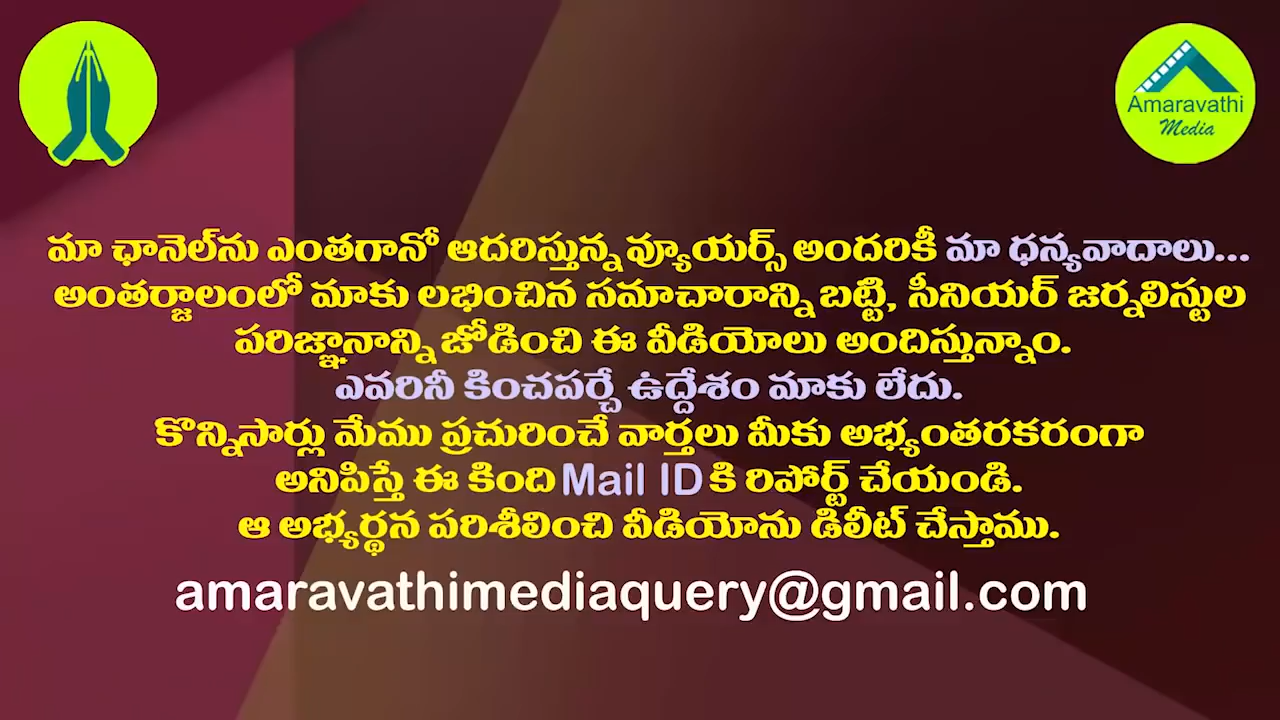 Amaravathi
Media
మా ఛానెల్‌ను ఎంతగానో ఆదరిస్తున్న వ్యూయర్స్ అందరికీ మా ధన్యవాదాలు...
అంతర్జాలంలో మాకు లభించిన సమాచారాన్ని బట్టి, సీనియర్ జర్నలిస్టుల
పరిజ్ఞానాన్ని జోడించి ఈ వీడియోలు అందిస్తున్నాం.
ఎవరినీ కించపర్చే ఉద్దేశం మాకు లేదు.
కొన్నిసార్లు మేము ప్రచురించే వార్తలు మీకు అభ్యంతరకరంగా
అనిపిస్తే ఈ కింది Mail ID కి రిపోర్ట్ చేయండి.
ఆ అభ్యర్థన పరిశీలించి వీడియోను డిలీట్ చేస్తాము.
amaravathimediaquery@gmail.com